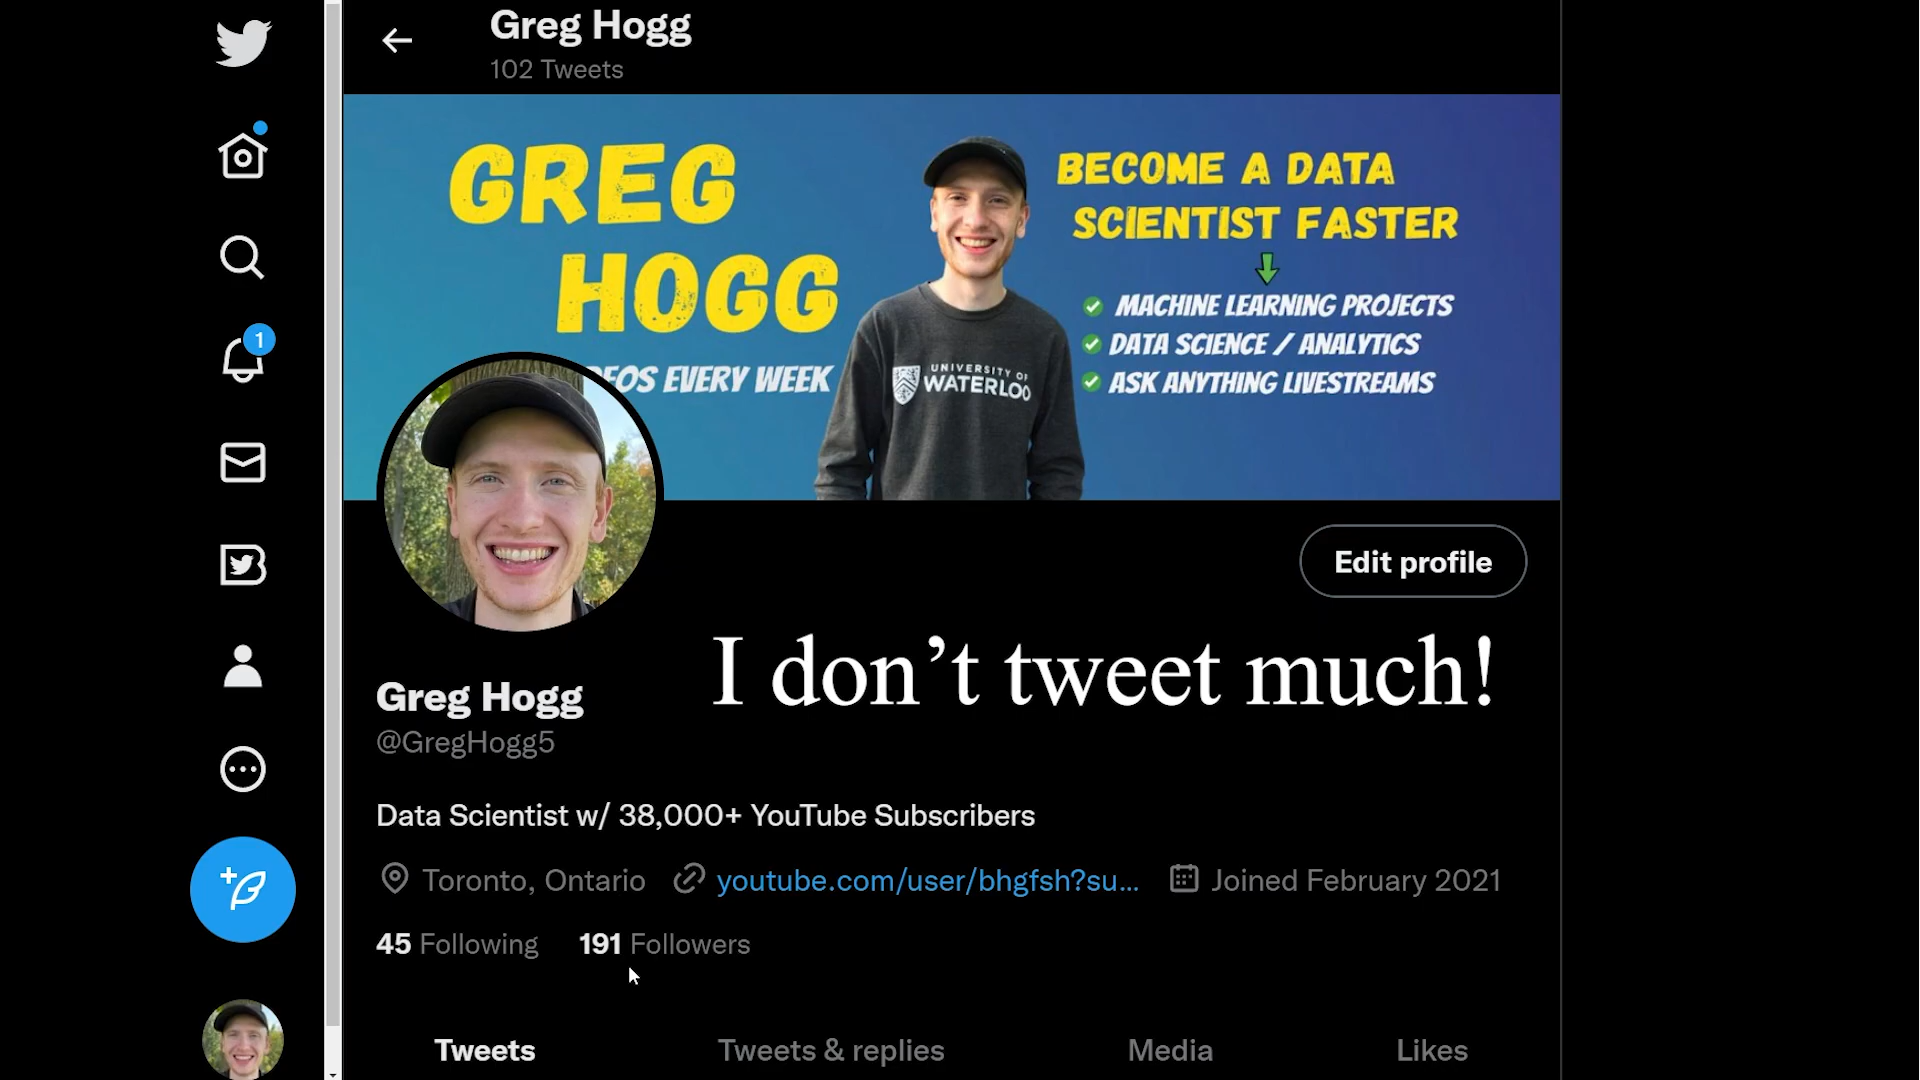 Greg Hogg
102 Tweets
GREG
HOGG
EOS EVERY WEEK
BECOME A DATA
SCIENTIST FASTER
MACHINE LEARNING PROJECTS
DATA SCIENCE / ANALYTICS
ASK ANYTHING LIVESTREAMS
UNIVERSITY OF
WATERLOO
1
Edit profile
I don’t tweet much!
Greg Hogg
@GregHogg5
Data Scientist w/ 38,000+ YouTube Subscribers
Toronto, Ontario youtube.com/user/bhgfsh?su... Joined February 2021
45 Following 191 Followers
Tweets Tweets & replies Media Likes